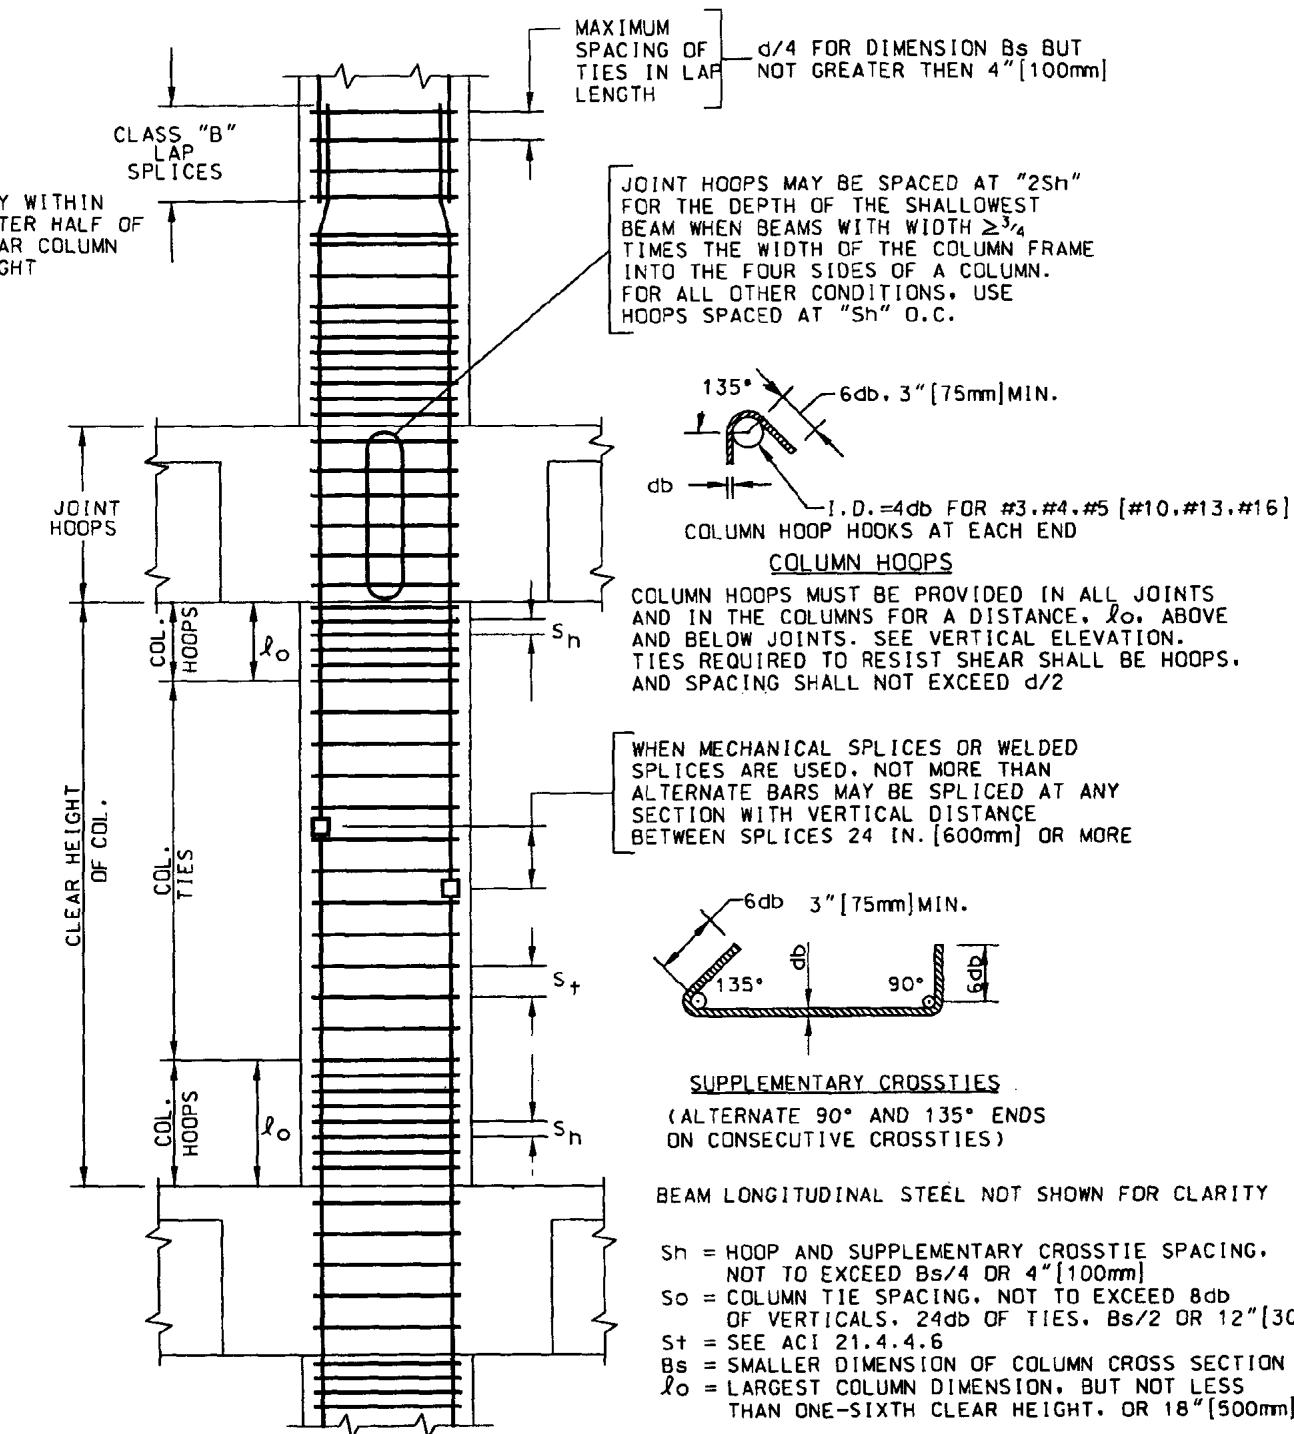 MAXIMUM
SPACING OF
TIES IN LAP
LENGTH
d/4 FOR DIMENSION Bs BUT
NOT GREATER THEN 4"[100mm]
CLASS "B"
LAP
SPLICES
Y WITHIN
TER HALF OF
AR COLUMN
GHT
JOINT HOOPS MAY BE SPACED AT "2Sh"
FOR THE DEPTH OF THE SHALLOWEST
BEAM WHEN BEAMS WITH WIDTH ≥3/4
TIMES THE WIDTH OF THE COLUMN FRAME
INTO THE FOUR SIDES OF A COLUMN.
FOR ALL OTHER CONDITIONS, USE
HOOPS SPACED AT "Sh" O.C.
135°
6db, 3"[75mm]MIN.
db
I.D.=4db FOR #3,#4,#5 [#10,#13,#16]
COLUMN HOOP HOOKS AT EACH END
COLUMN HOOPS
COLUMN HOOPS MUST BE PROVIDED IN ALL JOINTS
AND IN THE COLUMNS FOR A DISTANCE, ℓo, ABOVE
AND BELOW JOINTS. SEE VERTICAL ELEVATION.
TIES REQUIRED TO RESIST SHEAR SHALL BE HOOPS,
AND SPACING SHALL NOT EXCEED d/2
JOINT
HOOPS
COL.
HOOPS
ℓo
Sh
WHEN MECHANICAL SPLICES OR WELDED
SPLICES ARE USED, NOT MORE THAN
ALTERNATE BARS MAY BE SPLICED AT ANY
SECTION WITH VERTICAL DISTANCE
BETWEEN SPLICES 24 IN.[600mm] OR MORE
CLEAR HEIGHT
OF COL.
COL.
TIES
St
6db 3"[75mm]MIN.
135°
db
90°
6db
SUPPLEMENTARY CROSSTIES
(ALTERNATE 90° AND 135° ENDS
ON CONSECUTIVE CROSSTIES)
COL.
HOOPS
ℓo
Sh
BEAM LONGITUDINAL STEEL NOT SHOWN FOR CLARITY
Sh = HOOP AND SUPPLEMENTARY CROSSTIE SPACING,
NOT TO EXCEED Bs/4 OR 4"[100mm]
So = COLUMN TIE SPACING, NOT TO EXCEED 8db
OF VERTICALS, 24db OF TIES, Bs/2 OR 12"[30
St = SEE ACI 21.4.4.6
Bs = SMALLER DIMENSION OF COLUMN CROSS SECTION
ℓo = LARGEST COLUMN DIMENSION, BUT NOT LESS
THAN ONE-SIXTH CLEAR HEIGHT, OR 18"[500mm]